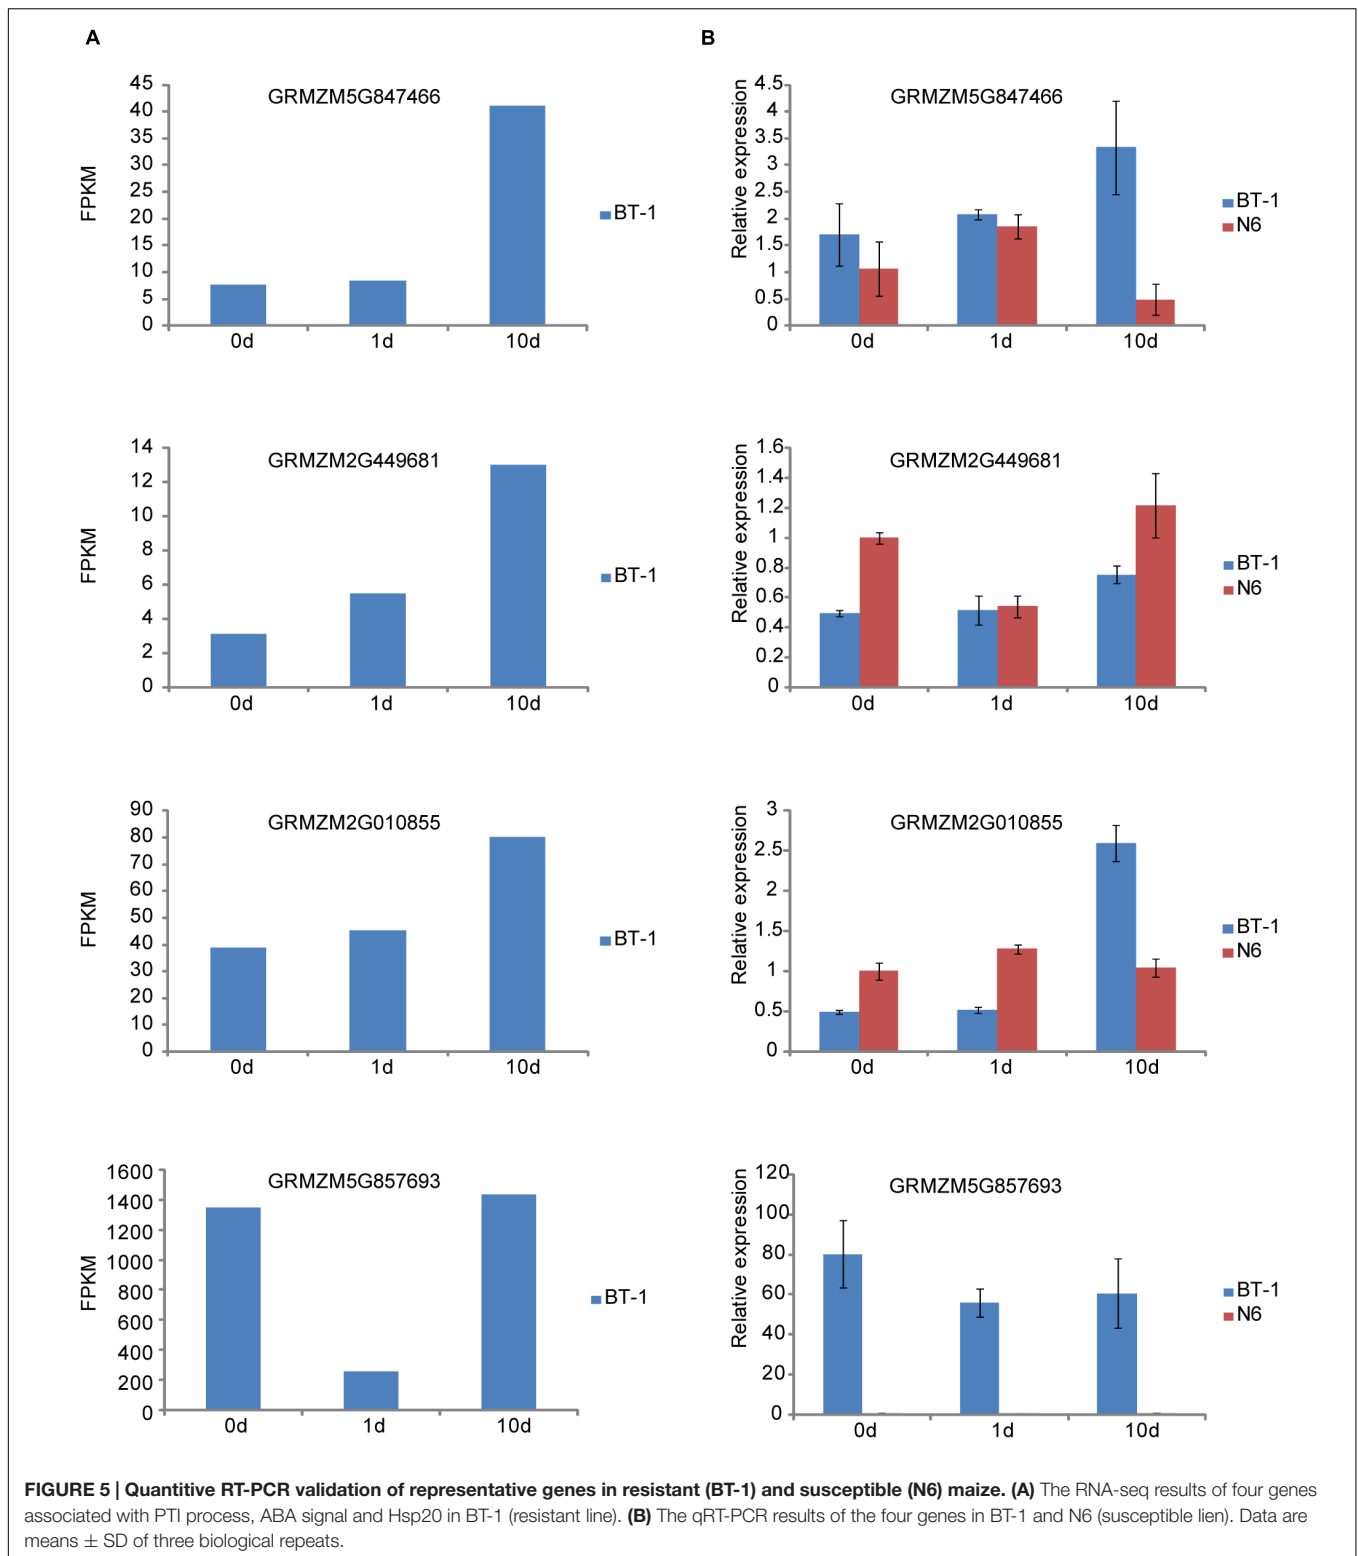 A
B
45
40
35
30
25
20
15
10
5
0
FPKM
GRMZM5G847466
0d 1d 10d
BT-1
4.5
4
3.5
3
2.5
2
1.5
1
0.5
0
Relative expression
GRMZM5G847466
0d 1d 10d
BT-1
N6
14
12
10
8
6
4
2
0
FPKM
GRMZM2G449681
0d 1d 10d
BT-1
1.6
1.4
1.2
1
0.8
0.6
0.4
0.2
0
Relative expression
GRMZM2G449681
0d 1d 10d
BT-1
N6
90
80
70
60
50
40
30
20
10
0
FPKM
GRMZM2G010855
0d 1d 10d
BT-1
3
2.5
2
1.5
1
0.5
0
Relative expression
GRMZM2G010855
0d 1d 10d
BT-1
N6
1600
1400
1200
1000
800
600
400
200
0
FPKM
GRMZM5G857693
0d 1d 10d
BT-1
120
100
80
60
40
20
0
Relative expression
GRMZM5G857693
0d 1d 10d
BT-1
N6
FIGURE 5 | Quantitive RT-PCR validation of representative genes in resistant (BT-1) and susceptible (N6) maize. (A) The RNA-seq results of four genes
associated with PTI process, ABA signal and Hsp20 in BT-1 (resistant line). (B) The qRT-PCR results of the four genes in BT-1 and N6 (susceptible lien). Data are
means ± SD of three biological repeats.